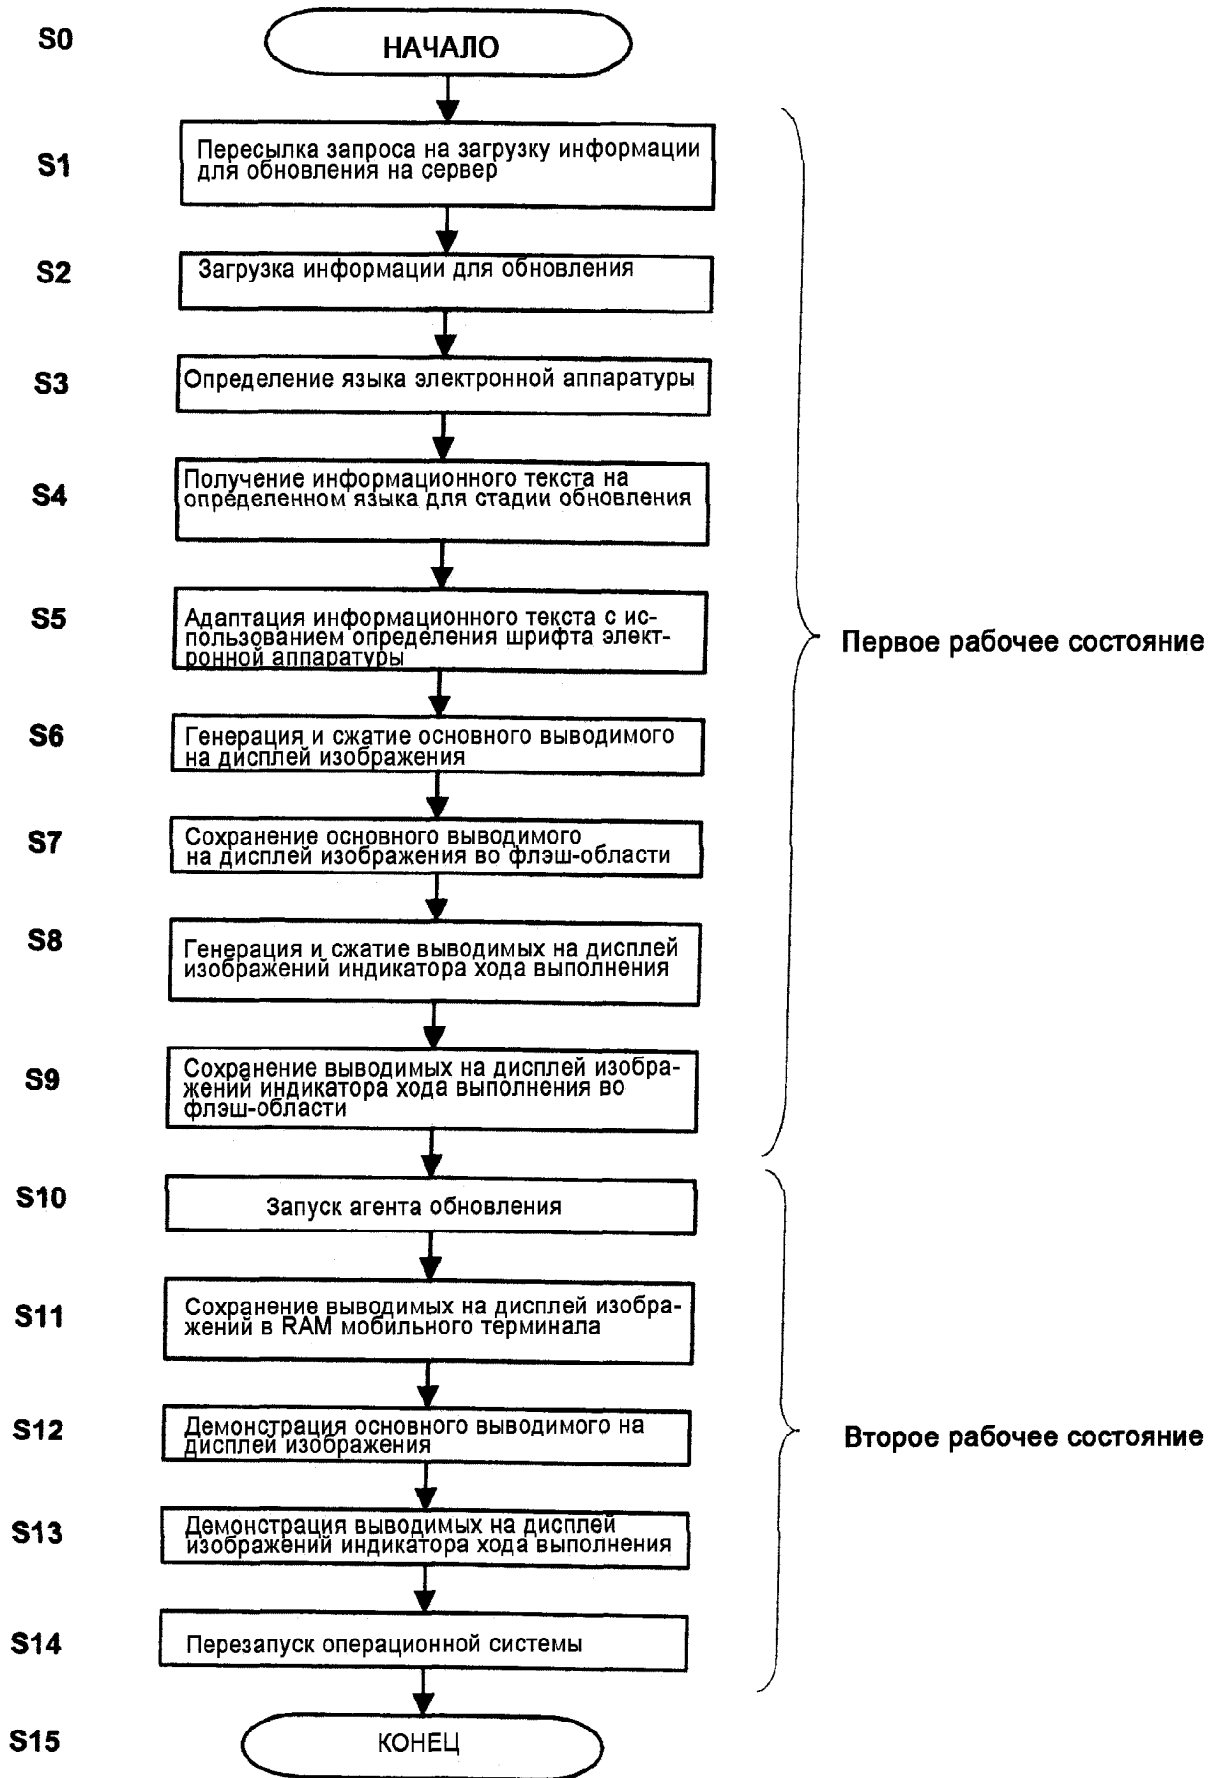 S0
НАЧАЛО
S1
Пересылка запроса на загрузку информации
для обновления на сервер
S2
Загрузка информации для обновления
S3
Определение языка электронной аппаратуры
S4
Получение информационного текста на
определенном языка для стадии обновления
S5
Адаптация информационного текста с ис-
пользованием определения шрифта элект-
ронной аппаратуры
Первое рабочее состояние
S6
Генерация и сжатие основного выводимого
на дисплей изображения
S7
Сохранение основного выводимого
на дисплей изображения во флэш-области
S8
Генерация и сжатие выводимых на дисплей
изображений индикатора хода выполнения
S9
Сохранение выводимых на дисплей изобра-
жений индикатора хода выполнения во
флэш-области
S10
Запуск агента обновления
S11
Сохранение выводимых на дисплей изобра-
жений в RAM мобильного терминала
S12
Демонстрация основного выводимого на
дисплей изображения
Второе рабочее состояние
S13
Демонстрация выводимых на дисплей
изображений индикатора хода выполнения
S14
Перезапуск операционной системы
S15
КОНЕЦ